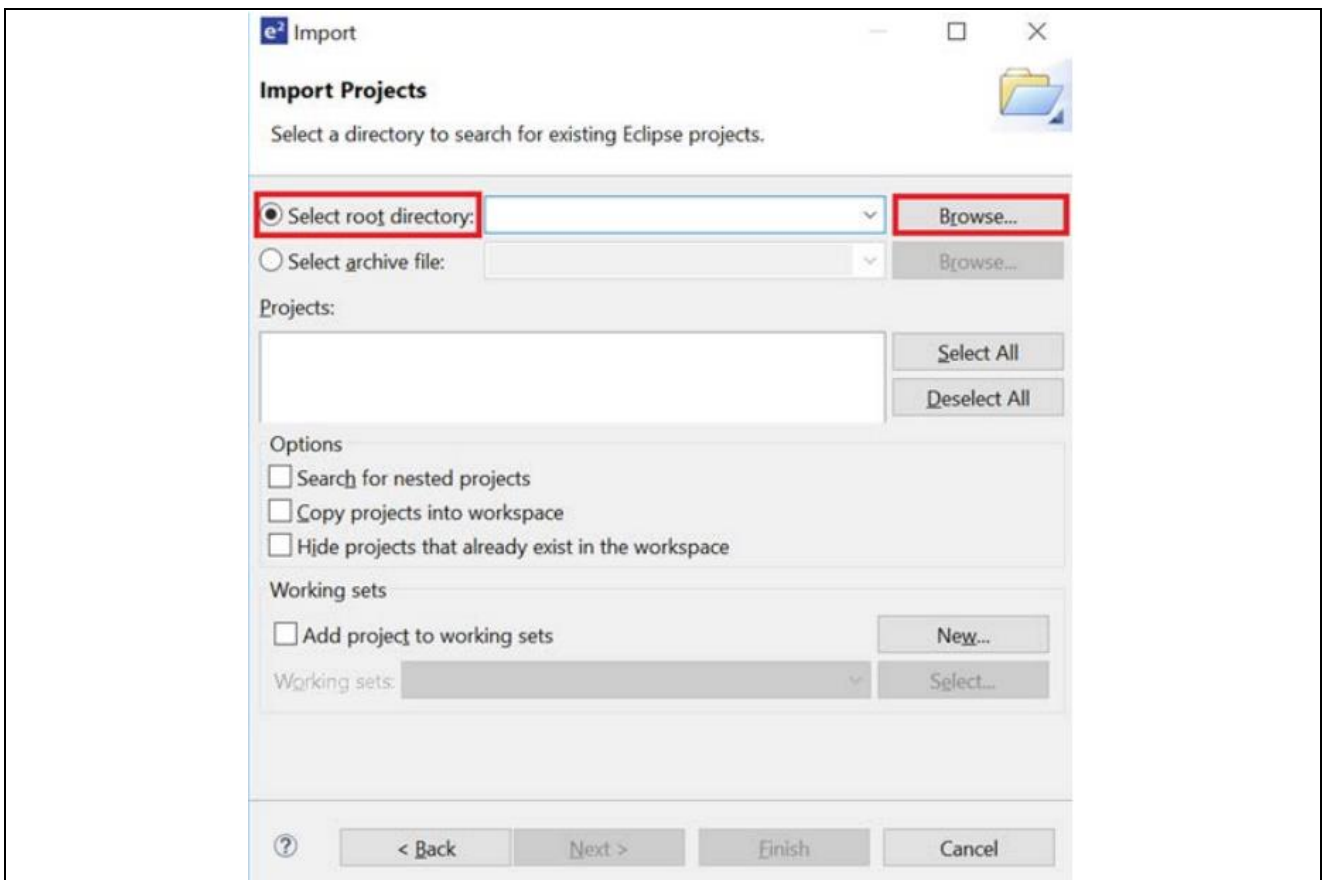 e² Import
Import Projects
Select a directory to search for existing Eclipse projects.
Select root directory: Browse...
Select archive file: Browse...
Projects:
Select All
Deselect All
Options
Search for nested projects
Copy projects into workspace
Hide projects that already exist in the workspace
Working sets
Add project to working sets New...
Working sets: Select...
? < Back Next > Finish Cancel